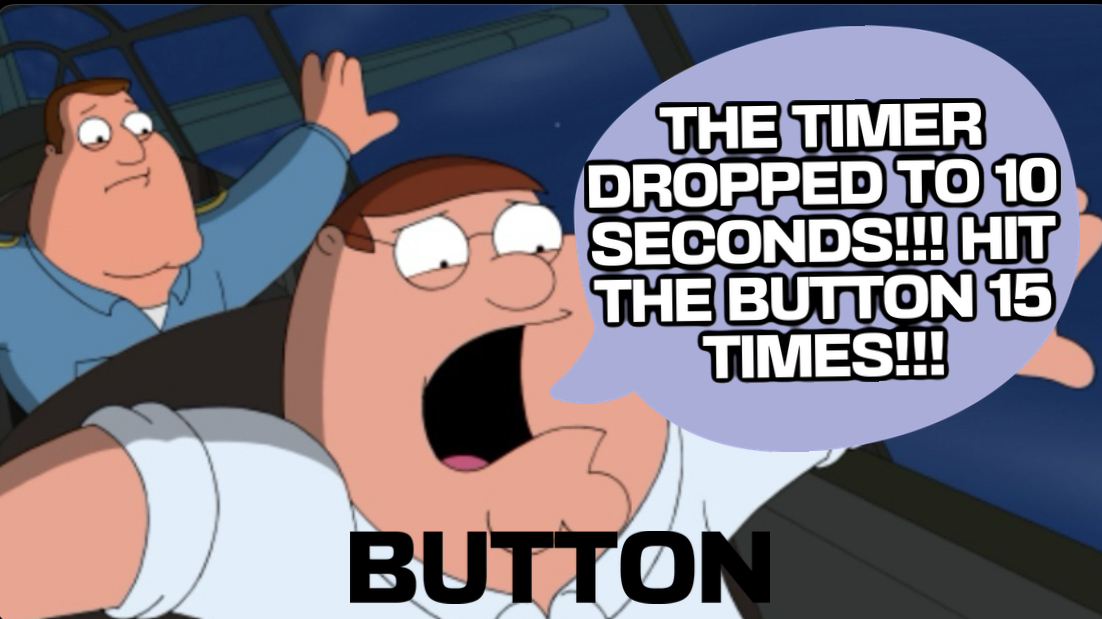 THE TIMER
DROPPED TO 10
SECONDS!!! HIT
THE BUTTON 15
TIMES!!!
BUTTON